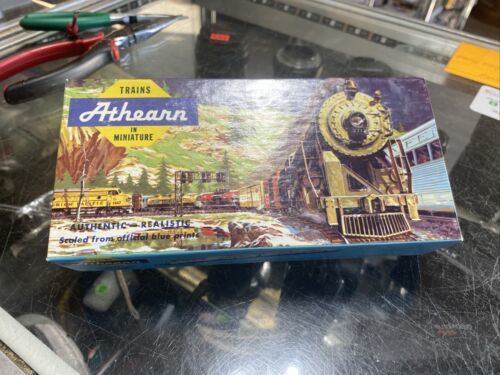 TRAINS
Athearn
IN
MINIATURE
AUTHENTIC — REALISTIC
Scaled from official blue prints